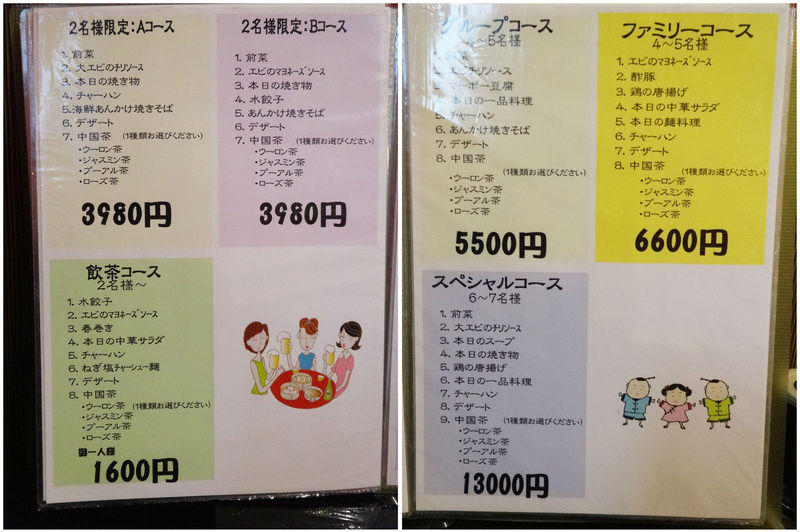 2名様限定:Aコース
1. 前菜
2. 大エビのチリソース
3. 本日の焼き物
4. チャーハン
5. 海鮮あんかけ焼きそば
6. デザート
7. 中国茶 (1種類お選びください)
・ウーロン茶
・ジャスミン茶
・プーアル茶
・ローズ茶
3980円
2名様限定:Bコース
1. 前菜
2. エビのマヨネーズソース
3. 本日の焼き物
4. 水餃子
5. あんかけ焼きそば
6. デザート
7. 中国茶 (1種類お選びください)
・ウーロン茶
・ジャスミン茶
・プーアル茶
・ローズ茶
3980円
飲茶コース
2名様~
1. 水餃子
2. エビのマヨネーズソース
3. 春巻き
4. 本日の中華サラダ
5. チャーハン
6. ねぎ塩チャーシュー麺
7. デザート
8. 中国茶
・ウーロン茶 (1種類お選びください)
・ジャスミン茶
・プーアル茶
・ローズ茶
御一人様
1600円
グループコース
4~5名様
前菜
エビチリソース
マーボー豆腐
本日の一品料理
チャーハン
6. あんかけ焼きそば
7. デザート
8. 中国茶
(1種類お選びください)
・ウーロン茶
・ジャスミン茶
・プーアル茶
・ローズ茶
5500円
ファミリーコース
4~5名様
1. エビのマヨネーズソース
2. 酢豚
3. 鶏の唐揚げ
4. 本日の中華サラダ
5. 本日の麺料理
6. チャーハン
7. デザート
8. 中国茶
(1種類お選びください)
・ウーロン茶
・ジャスミン茶
・プーアル茶
・ローズ茶
6600円
スペシャルコース
6~7名様
1. 前菜
2. 大エビのチリソース
3. 本日のスープ
4. 本日の焼き物
5. 鶏の唐揚げ
6. 本日の一品料理
7. チャーハン
8. デザート
9. 中国茶 (1種類お選びください)
・ウーロン茶
・ジャスミン茶
・プーアル茶
・ローズ茶
13000円